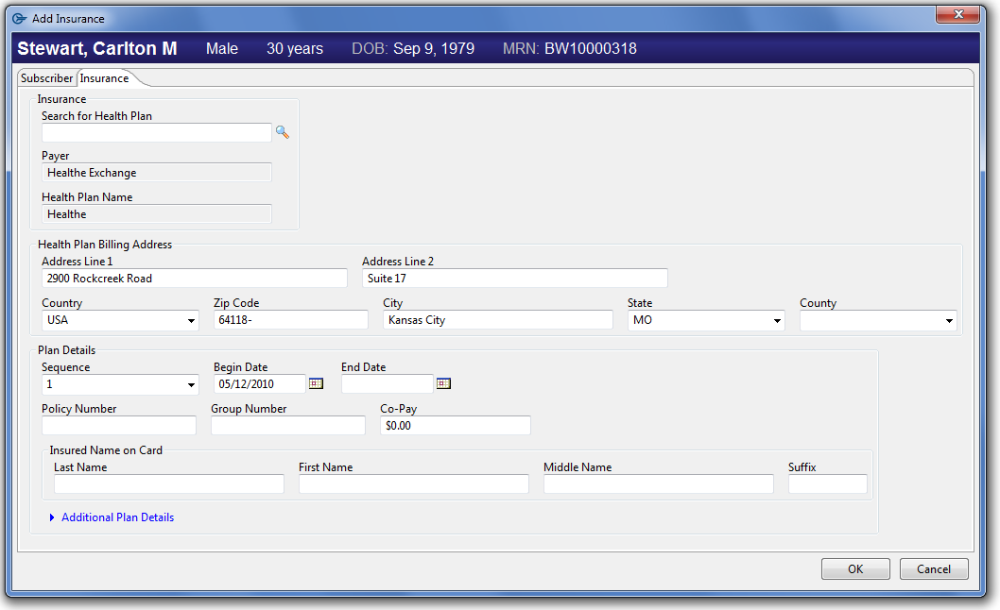 Add Insurance
Stewart, Carlton M Male 30 years DOB: Sep 9, 1979 MRN: BW10000318
Subscriber Insurance
Insurance
Search for Health Plan
Payer
Healthe Exchange
Health Plan Name
Healthe
Health Plan Billing Address
Address Line 1 Address Line 2
2900 Rockcreek Road Suite 17
Country Zip Code City State County
USA 64118- Kansas City MO
Plan Details
Sequence Begin Date End Date
1 05/12/2010
Policy Number Group Number Co-Pay
$0.00
Insured Name on Card
Last Name First Name Middle Name Suffix
Additional Plan Details
OK Cancel